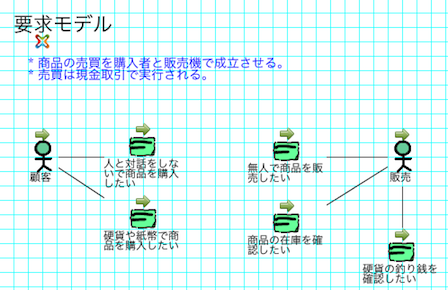 要求モデル
* 商品の売買を購入者と販売機で成立させる。
* 売買は現金取引で実行される。
顧客
人と対話をしな
いで商品を購入
したい
硬貨や紙幣で商
品を購入したい
無人で商品を販
売したい
販売
商品の在庫を確
認したい
硬貨の釣り銭を
確認したい